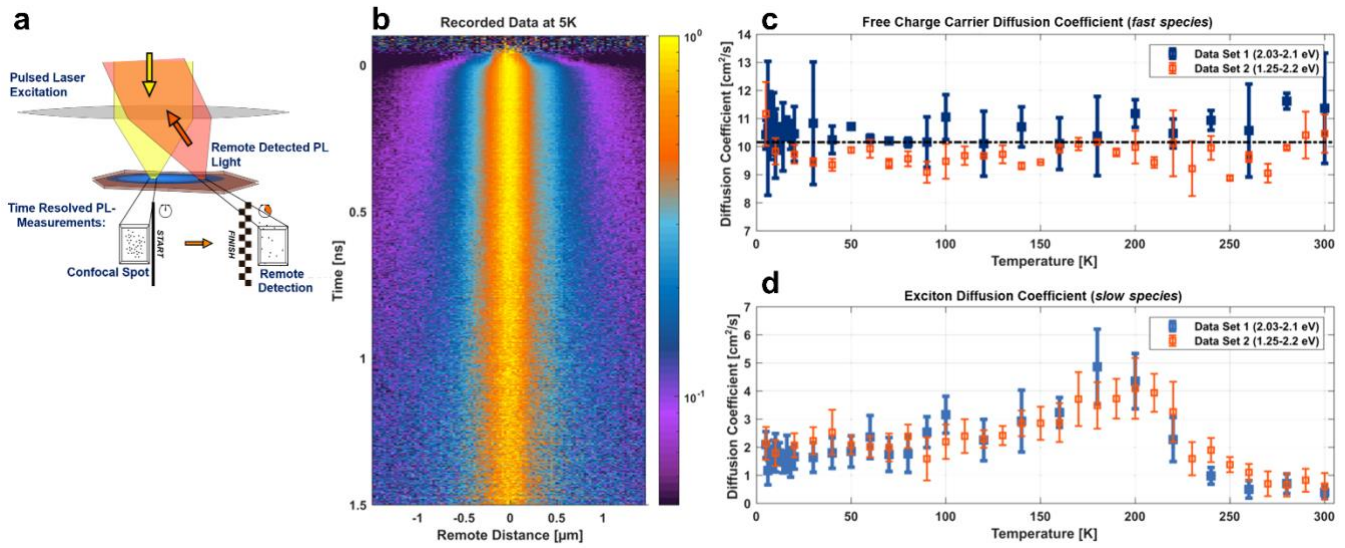 a
Pulsed Laser
Excitation
Remote Detected PL
Light
Time Resolved PL-
Measurements:
START
FINISH
Confocal Spot
Remote
Detection
b
Recorded Data at 5K
0
0.5
1
1.5
Time [ns]
-1 -0.5 0 0.5 1
Remote Distance [µm]
10⁰
10⁻¹
c
Free Charge Carrier Diffusion Coefficient (fast species)
Data Set 1 (2.03-2.1 eV)
Data Set 2 (1.25-2.2 eV)
Diffusion Coefficient [cm²/s]
14
13
12
11
10
9
8
7
0 50 100 150 200 250 300
Temperature [K]
d
Exciton Diffusion Coefficient (slow species)
Data Set 1 (2.03-2.1 eV)
Data Set 2 (1.25-2.2 eV)
Diffusion Coefficient [cm²/s]
7
6
5
4
3
2
1
0
0 50 100 150 200 250 300
Temperature [K]